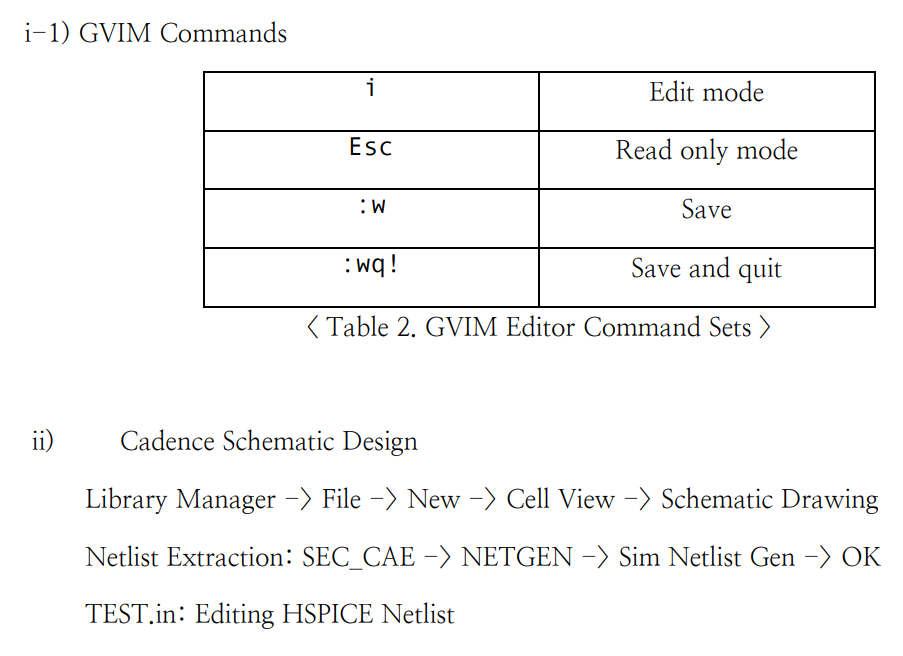 i-1) GVIM Commands
i Edit mode
Esc Read only mode
:w Save
:wq! Save and quit
< Table 2. GVIM Editor Command Sets >
ii) Cadence Schematic Design
Library Manager -> File -> New -> Cell View -> Schematic Drawing
Netlist Extraction: SEC_CAE -> NETGEN -> Sim Netlist Gen -> OK
TEST.in: Editing HSPICE Netlist